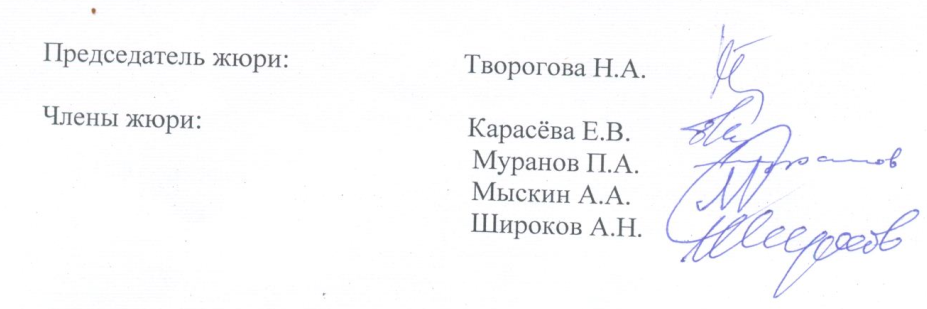 Председатель жюри: Творогова Н.А.
Члены жюри: Карасёва Е.В.
Муранов П.А.
Мыскин А.А.
Широков А.Н.